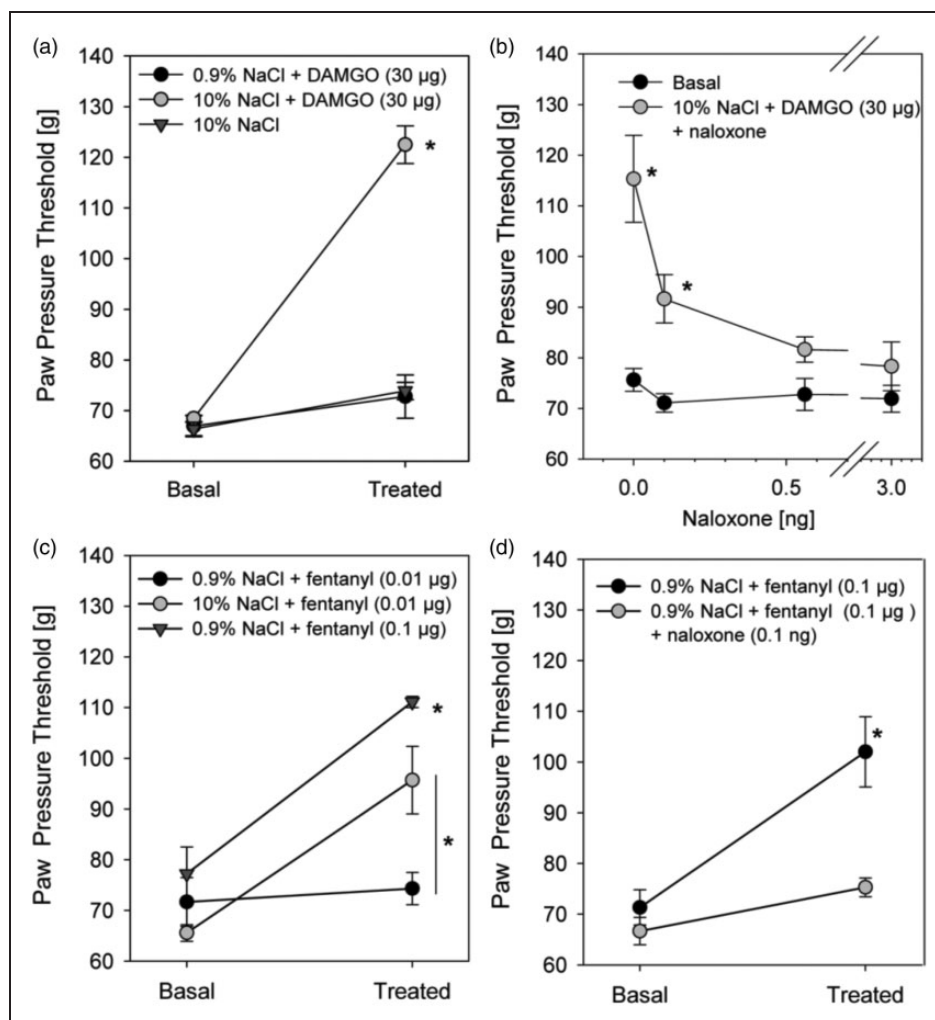 (a)
140
130
120
110
100
90
80
70
60
Paw Pressure Threshold [g]
0.9% NaCl + DAMGO (30 µg)
10% NaCl + DAMGO (30 µg)
10% NaCl
*
Basal
Treated
(b)
140
130
120
110
100
90
80
70
60
Paw Pressure Threshold [g]
Basal
10% NaCl + DAMGO (30 µg)
+ naloxone
*
*
0.0
0.5
3.0
Naloxone [ng]
(c)
140
130
120
110
100
90
80
70
60
Paw Pressure Threshold [g]
0.9% NaCl + fentanyl (0.01 µg)
10% NaCl + fentanyl (0.01 µg)
0.9% NaCl + fentanyl (0.1 µg)
*
*
Basal
Treated
(d)
140
130
120
110
100
90
80
70
60
Paw Pressure Threshold [g]
0.9% NaCl + fentanyl (0.1 µg)
0.9% NaCl + fentanyl (0.1 µg )
+ naloxone (0.1 ng)
*
Basal
Treated